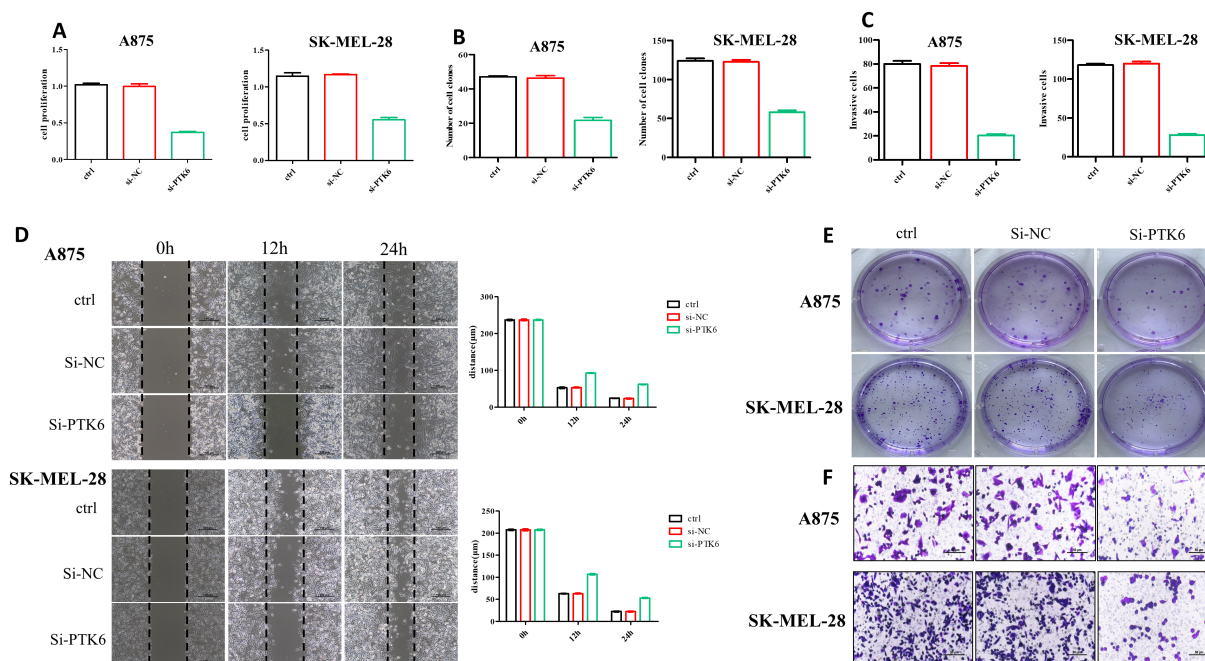 A
A875
cell proliferation
1.5
1.0
0.5
0.0
ctrl
si-NC
si-PTK6
SK-MEL-28
cell proliferation
1.5
1.0
0.5
0.0
ctrl
si-NC
si-PTK6
B
A875
Number of cell clones
60
40
20
0
ctrl
si-NC
si-PTK6
SK-MEL-28
Number of cell clones
150
100
50
0
ctrl
si-NC
si-PTK6
C
A875
Invasive cells
100
80
60
40
20
0
ctrl
si-NC
si-PTK6
SK-MEL-28
Invasive cells
150
120
90
60
30
0
ctrl
si-NC
si-PTK6
D
A875
0h
12h
24h
ctrl
Si-NC
Si-PTK6
distance(μm)
300
200
100
0
0h
12h
24h
ctrl
si-NC
si-PTK6
SK-MEL-28
ctrl
Si-NC
Si-PTK6
distance(μm)
250
200
150
100
50
0
0h
12h
24h
ctrl
si-NC
si-PTK6
E
ctrl
Si-NC
Si-PTK6
A875
SK-MEL-28
F
A875
SK-MEL-28